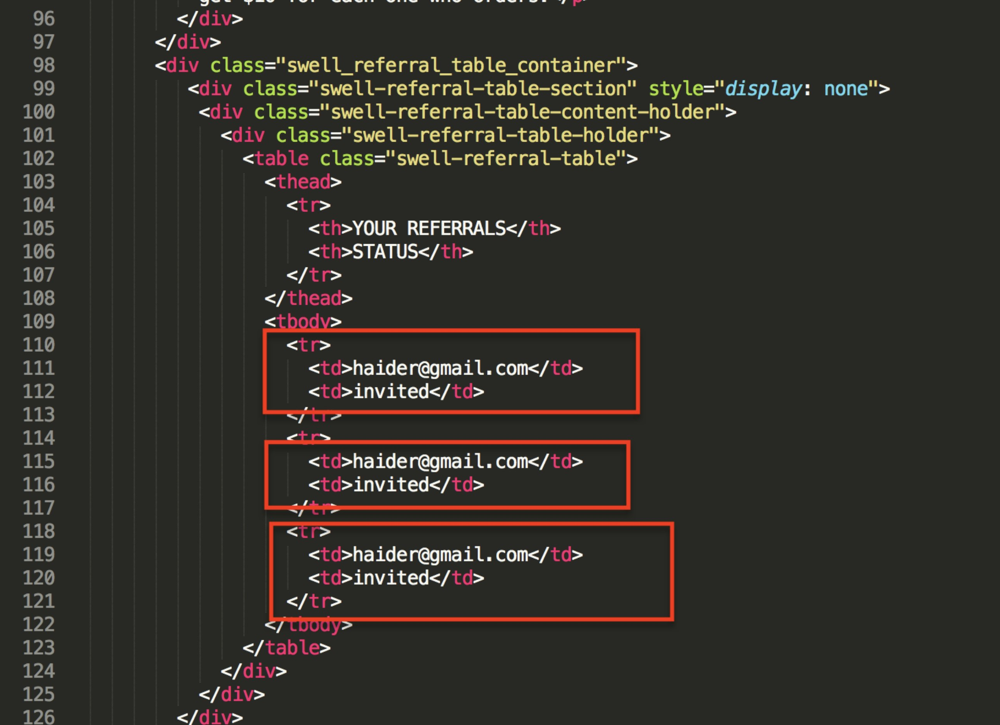 get $10 for each one who orders.</p>
96 </div>
97 </div>
98 <div class="swell_referral_table_container">
99 <div class="swell-referral-table-section" style="display: none">
100 <div class="swell-referral-table-content-holder">
101 <div class="swell-referral-table-holder">
102 <table class="swell-referral-table">
103 <thead>
104 <tr>
105 <th>YOUR REFERRALS</th>
106 <th>STATUS</th>
107 </tr>
108 </thead>
109 <tbody>
110 <tr>
111 <td>haider@gmail.com</td>
112 <td>invited</td>
113 </tr>
114 <tr>
115 <td>haider@gmail.com</td>
116 <td>invited</td>
117 </tr>
118 <tr>
119 <td>haider@gmail.com</td>
120 <td>invited</td>
121 </tr>
122 </tbody>
123 </table>
124 </div>
125 </div>
126 </div>